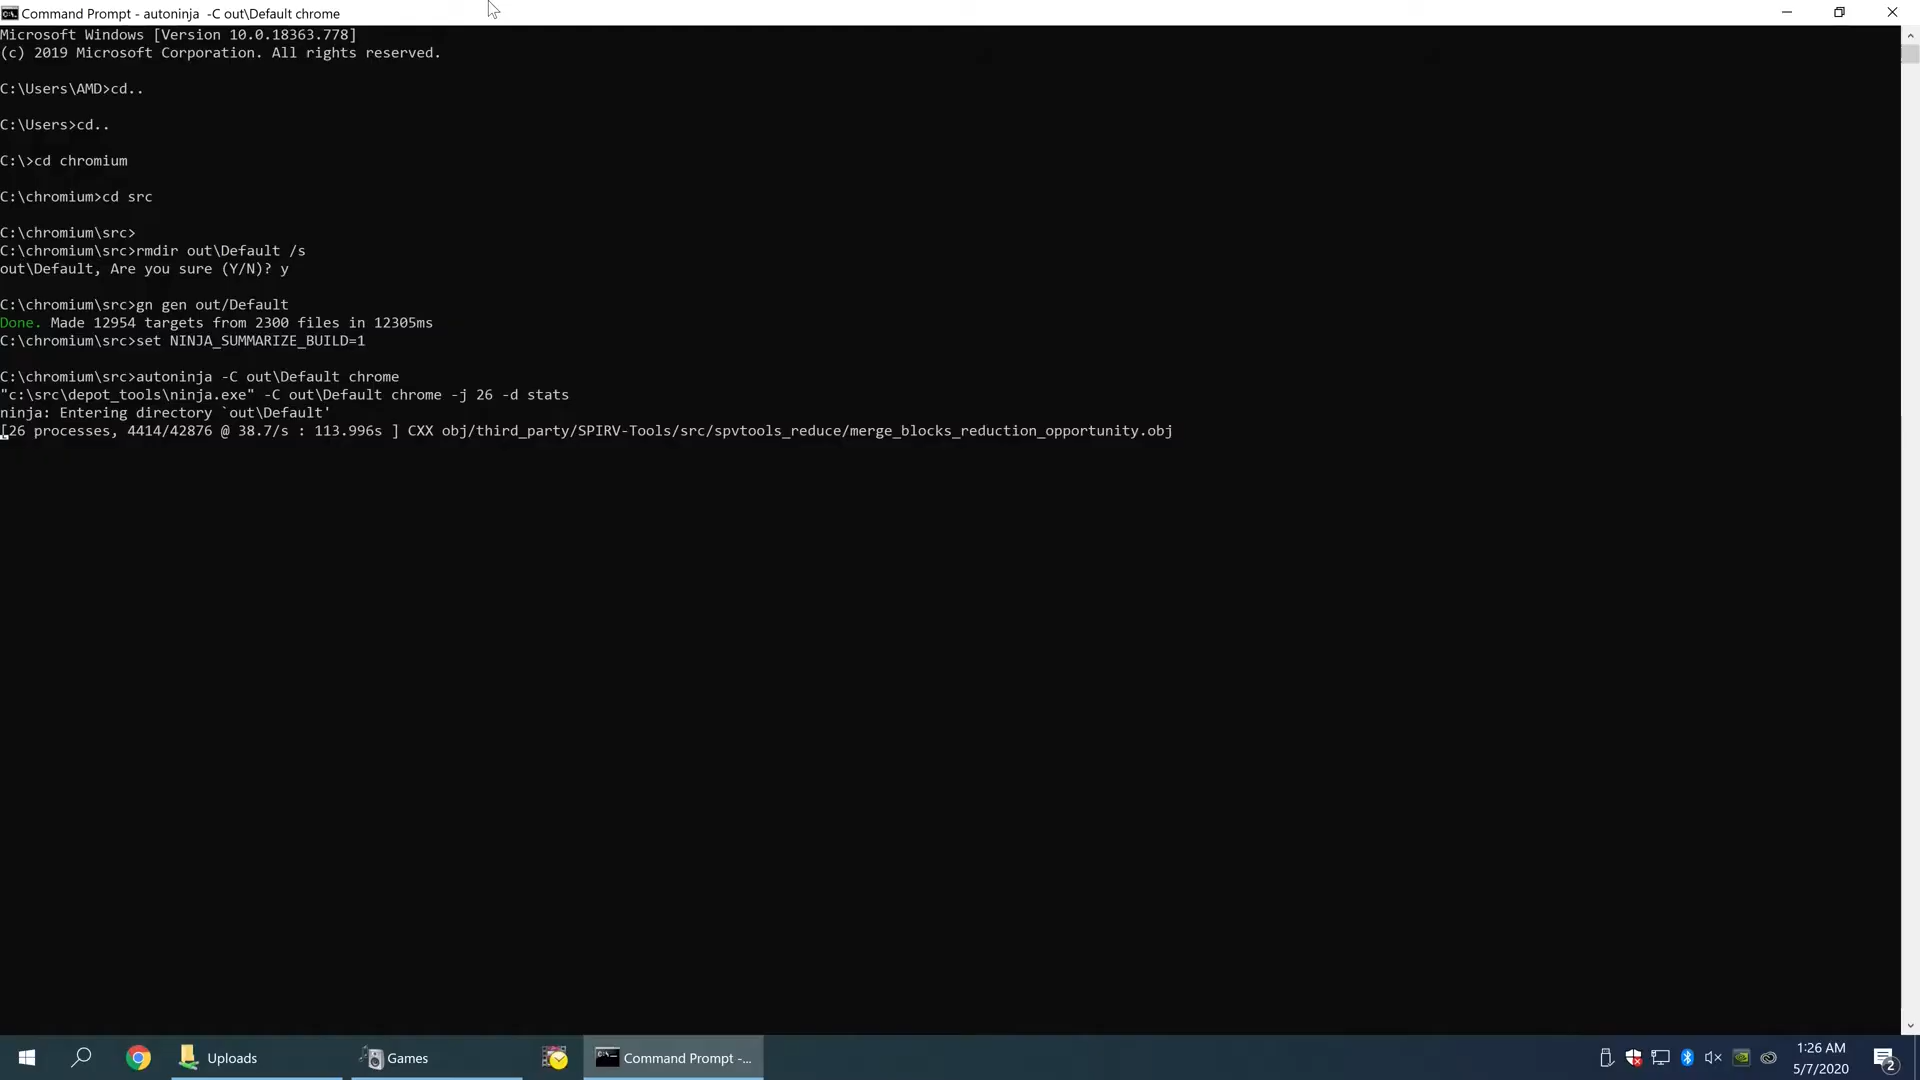 Command Prompt - autoninja  -C out\Default chrome
Microsoft Windows [Version 10.0.18363.778]
(c) 2019 Microsoft Corporation. All rights reserved.
C:\Users\AMD>cd..
C:\Users>cd..
C:\>cd chromium
C:\chromium>cd src
C:\chromium\src>
C:\chromium\src>rmdir out\Default /s
out\Default, Are you sure (Y/N)? y
C:\chromium\src>gn gen out/Default
Done. Made 12954 targets from 2300 files in 12305ms
C:\chromium\src>set NINJA_SUMMARIZE_BUILD=1
C:\chromium\src>autoninja -C out\Default chrome
"c:\src\depot_tools\ninja.exe" -C out\Default chrome -j 26 -d stats
ninja: Entering directory `out\Default'
[26 processes, 4414/42876 @ 38.7/s : 113.996s ] CXX obj/third_party/SPIRV-Tools/src/spvtools_reduce/merge_blocks_reduction_opportunity.obj
Uploads
Games
Command Prompt -...
1:26 AM
5/7/2020
2